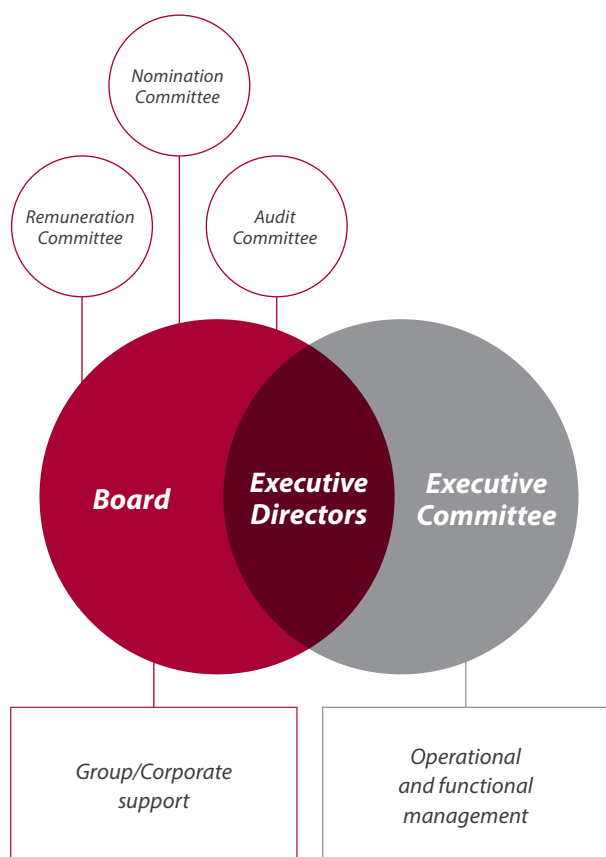 Nomination
Committee
Remuneration
Committee
Audit
Committee
Board
Executive
Directors
Executive
Committee
Group/Corporate
support
Operational
and functional
management